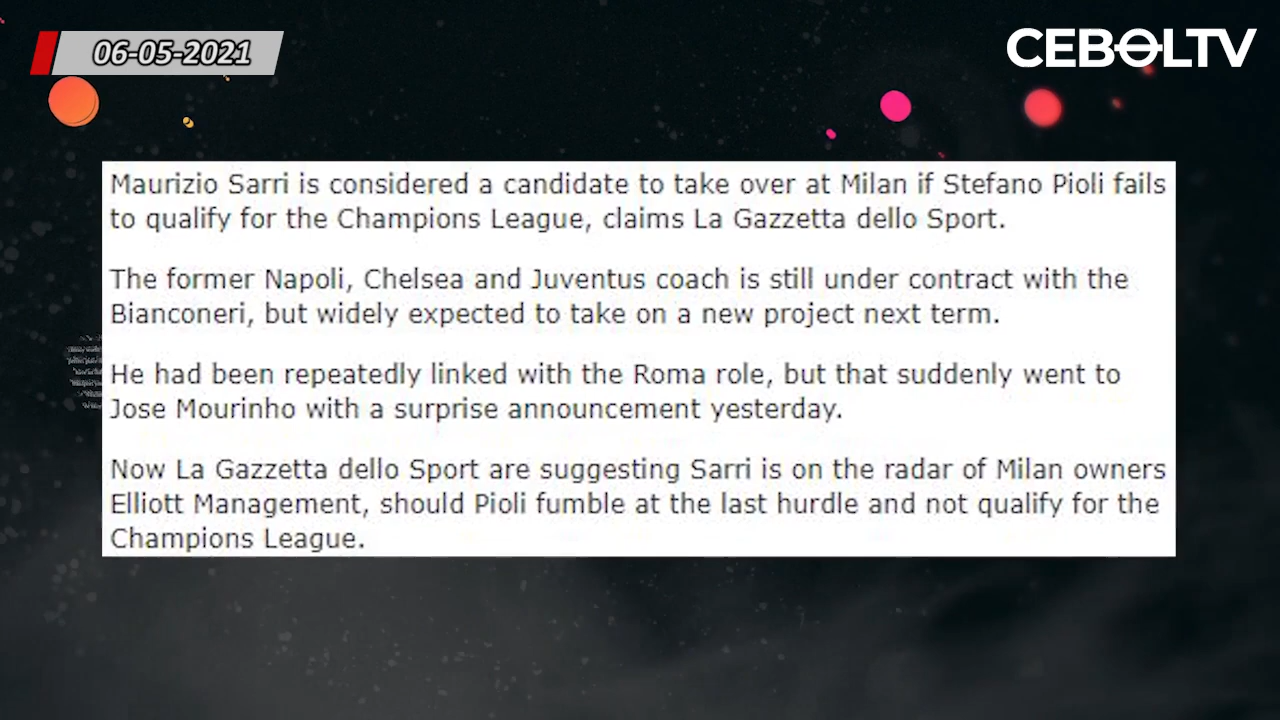 06-05-2021
CEBOLTV
Maurizio Sarri is considered a candidate to take over at Milan if Stefano Pioli fails
to qualify for the Champions League, claims La Gazzetta dello Sport.
The former Napoli, Chelsea and Juventus coach is still under contract with the
Bianconeri, but widely expected to take on a new project next term.
He had been repeatedly linked with the Roma role, but that suddenly went to
Jose Mourinho with a surprise announcement yesterday.
Now La Gazzetta dello Sport are suggesting Sarri is on the radar of Milan owners
Elliott Management, should Pioli fumble at the last hurdle and not qualify for the
Champions League.